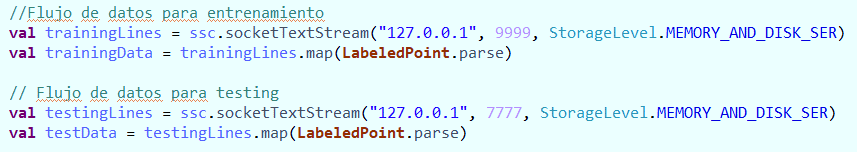 //Flujo de datos para entrenamiento
val trainingLines = ssc.socketTextStream("127.0.0.1", 9999, StorageLevel.MEMORY_AND_DISK_SER)
val trainingData = trainingLines.map(LabeledPoint.parse)
// Flujo de datos para testing
val testingLines = ssc.socketTextStream("127.0.0.1", 7777, StorageLevel.MEMORY_AND_DISK_SER)
val testData = testingLines.map(LabeledPoint.parse)